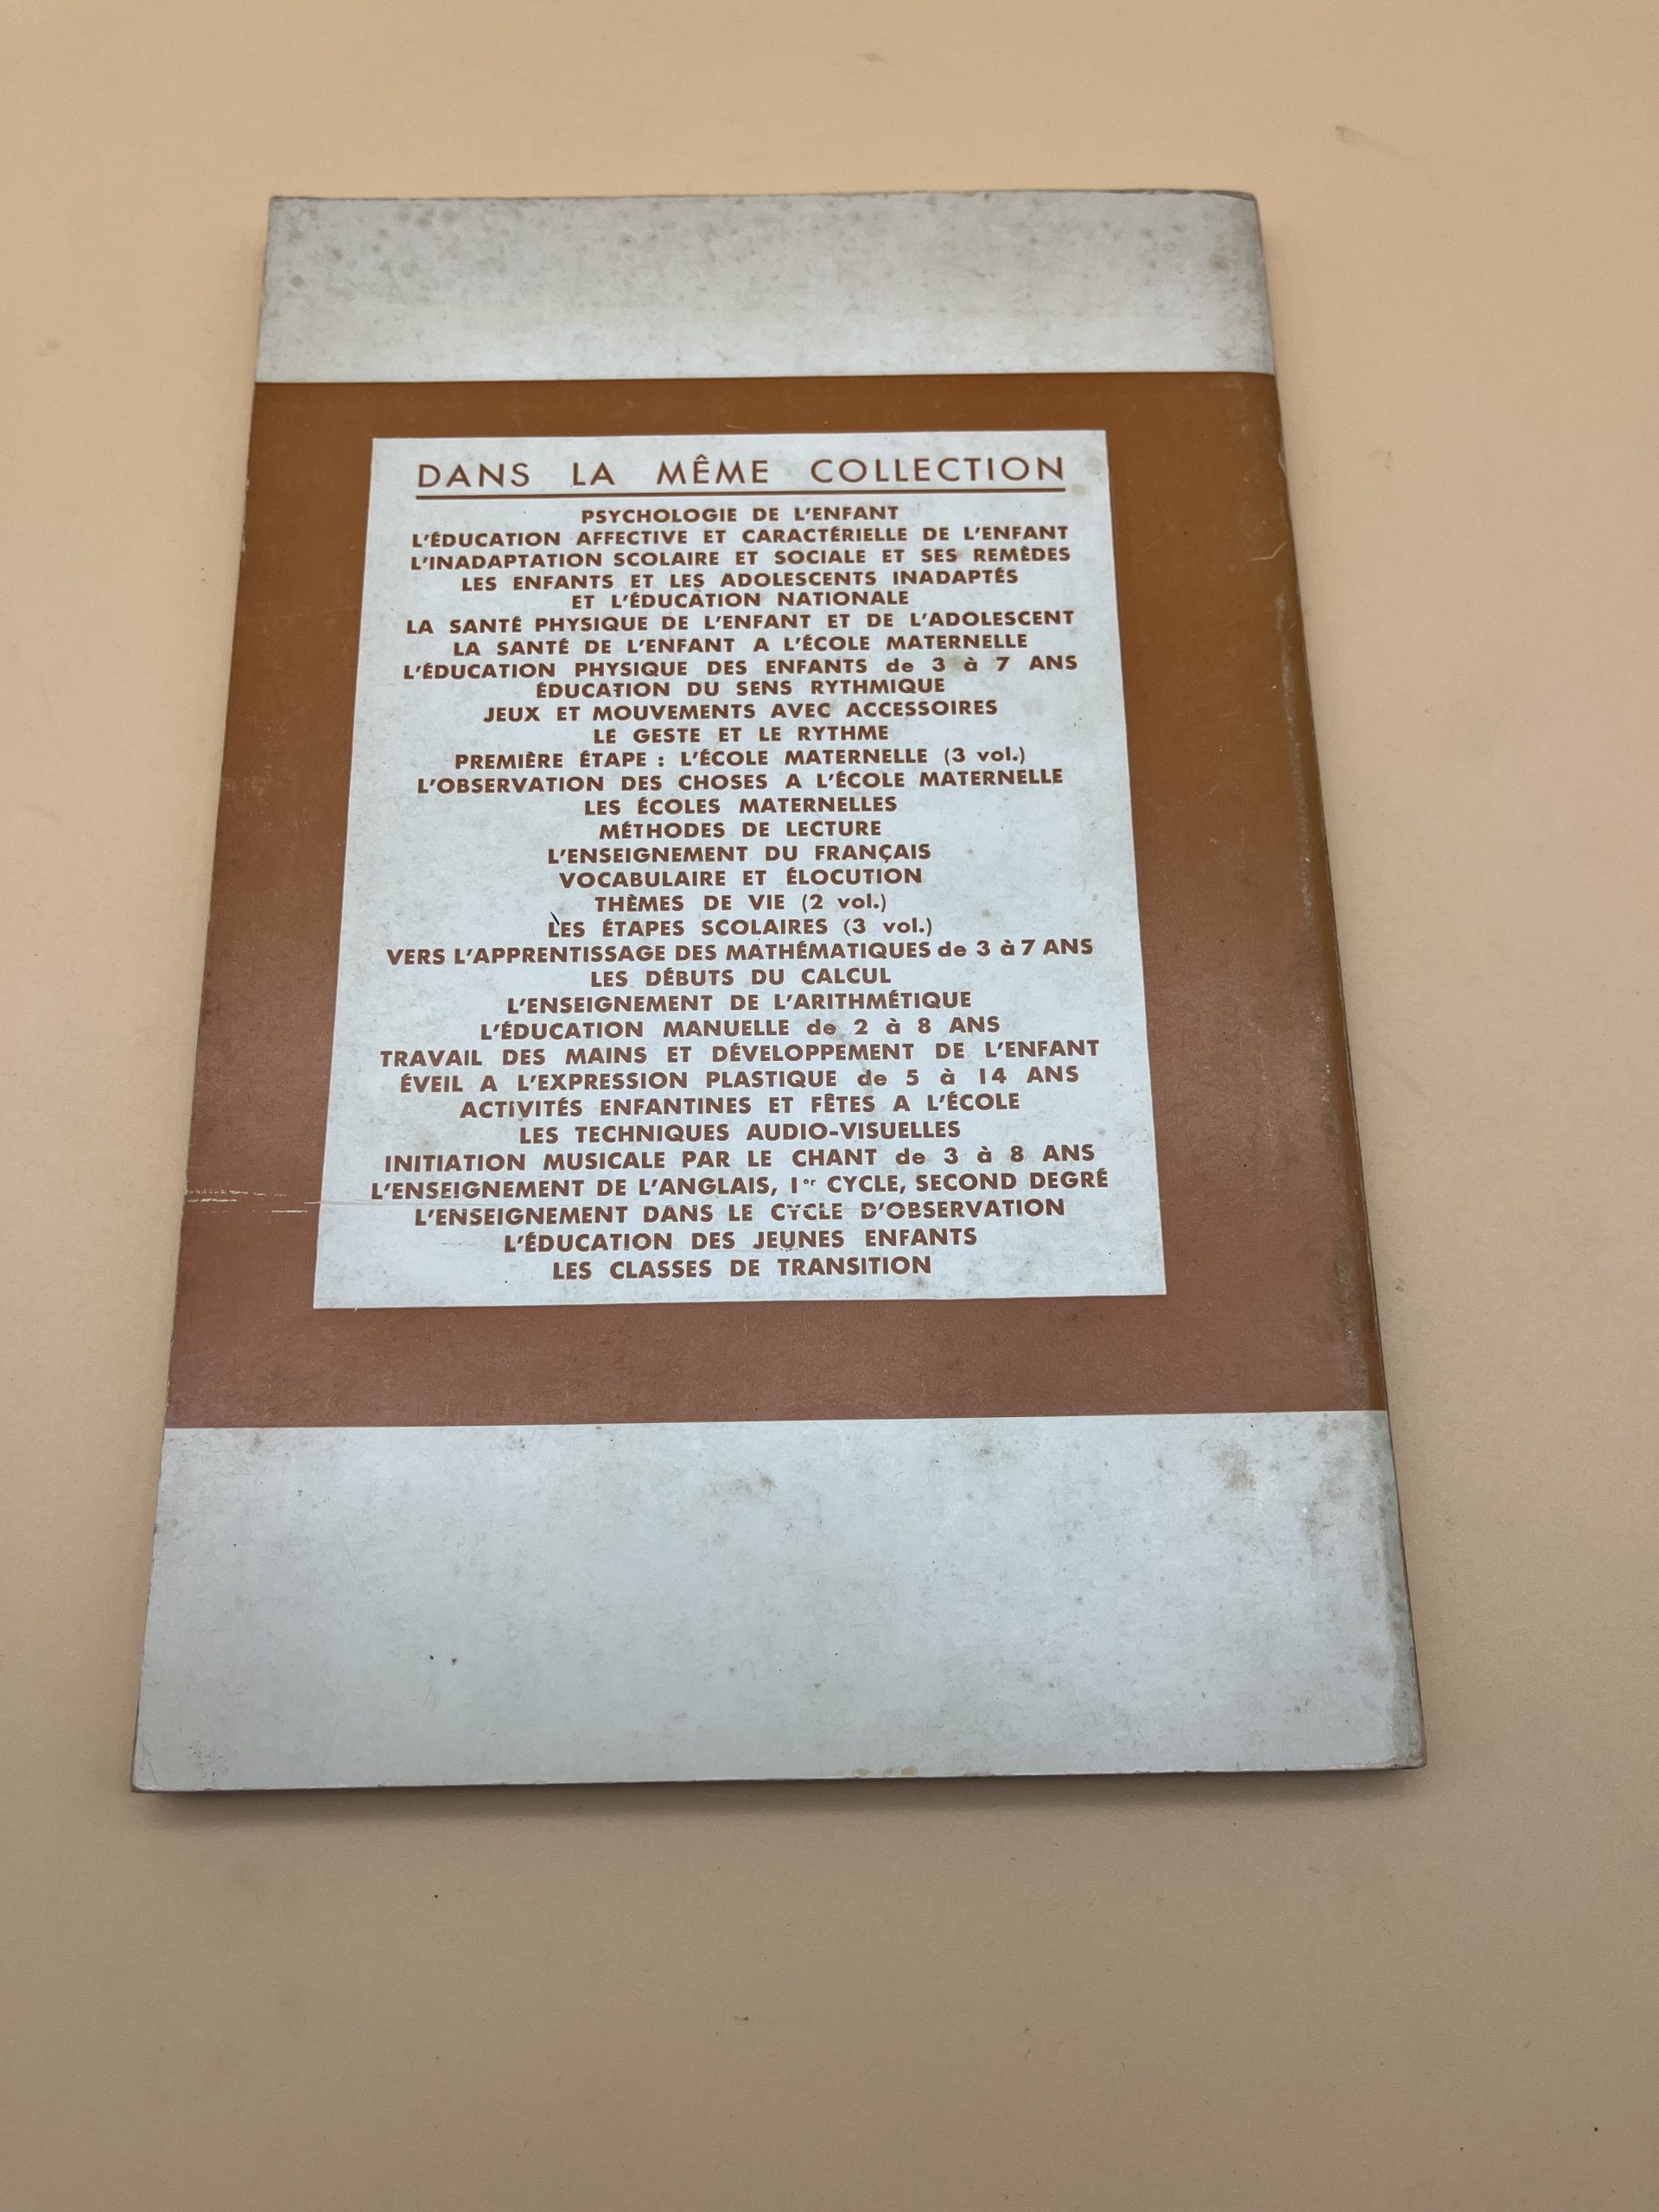 DANS LA MÊME COLLECTION
PSYCHOLOGIE DE L'ENFANT
L'ÉDUCATION AFFECTIVE ET CARACTÉRIELLE DE L'ENFANT
L'INADAPTATION SCOLAIRE ET SOCIALE ET SES REMÈDES
LES ENFANTS ET LES ADOLESCENTS INADAPTÉS
ET L'ÉDUCATION NATIONALE
LA SANTÉ PHYSIQUE DE L'ENFANT ET DE L'ADOLESCENT
LA SANTÉ DE L'ENFANT A L'ÉCOLE MATERNELLE
L'ÉDUCATION PHYSIQUE DES ENFANTS de 3 à 7 ANS
ÉDUCATION DU SENS RYTHMIQUE
JEUX ET MOUVEMENTS AVEC ACCESSOIRES
LE GESTE ET LE RYTHME
PREMIÈRE ÉTAPE : L'ÉCOLE MATERNELLE (3 vol.)
L'OBSERVATION DES CHOSES A L'ÉCOLE MATERNELLE
LES ÉCOLES MATERNELLES
MÉTHODES DE LECTURE
L'ENSEIGNEMENT DU FRANÇAIS
VOCABULAIRE ET ÉLOCUTION
THÈMES DE VIE (2 vol.)
LES ÉTAPES SCOLAIRES (3 vol.)
VERS L'APPRENTISSAGE DES MATHÉMATIQUES de 3 à 7 ANS
LES DÉBUTS DU CALCUL
L'ENSEIGNEMENT DE L'ARITHMÉTIQUE
L'ÉDUCATION MANUELLE de 2 à 8 ANS
TRAVAIL DES MAINS ET DÉVELOPPEMENT DE L'ENFANT
ÉVEIL A L'EXPRESSION PLASTIQUE de 5 à 14 ANS
ACTIVITÉS ENFANTINES ET FÊTES A L'ÉCOLE
LES TECHNIQUES AUDIO-VISUELLES
INITIATION MUSICALE PAR LE CHANT de 3 à 8 ANS
L'ENSEIGNEMENT DE L'ANGLAIS, 1er CYCLE, SECOND DEGRÉ
L'ENSEIGNEMENT DANS LE CYCLE D'OBSERVATION
L'ÉDUCATION DES JEUNES ENFANTS
LES CLASSES DE TRANSITION